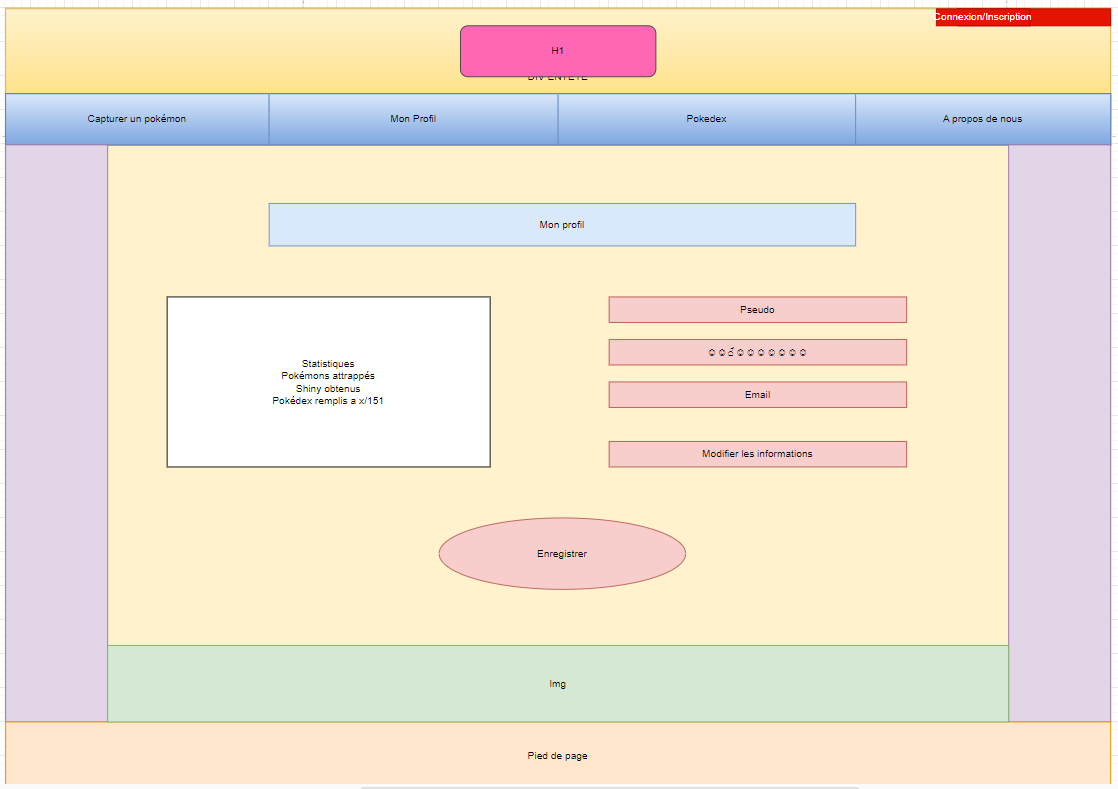 Connexion/Inscription
H1
DIV ENTETE
Capturer un pokémon
Mon Profil
Pokedex
A propos de nous
Mon profil
Statistiques
Pokémons attrappés
Shiny obtenus
Pokédex remplis a x/151
Pseudo
Email
Modifier les informations
Enregistrer
Img
Pied de page